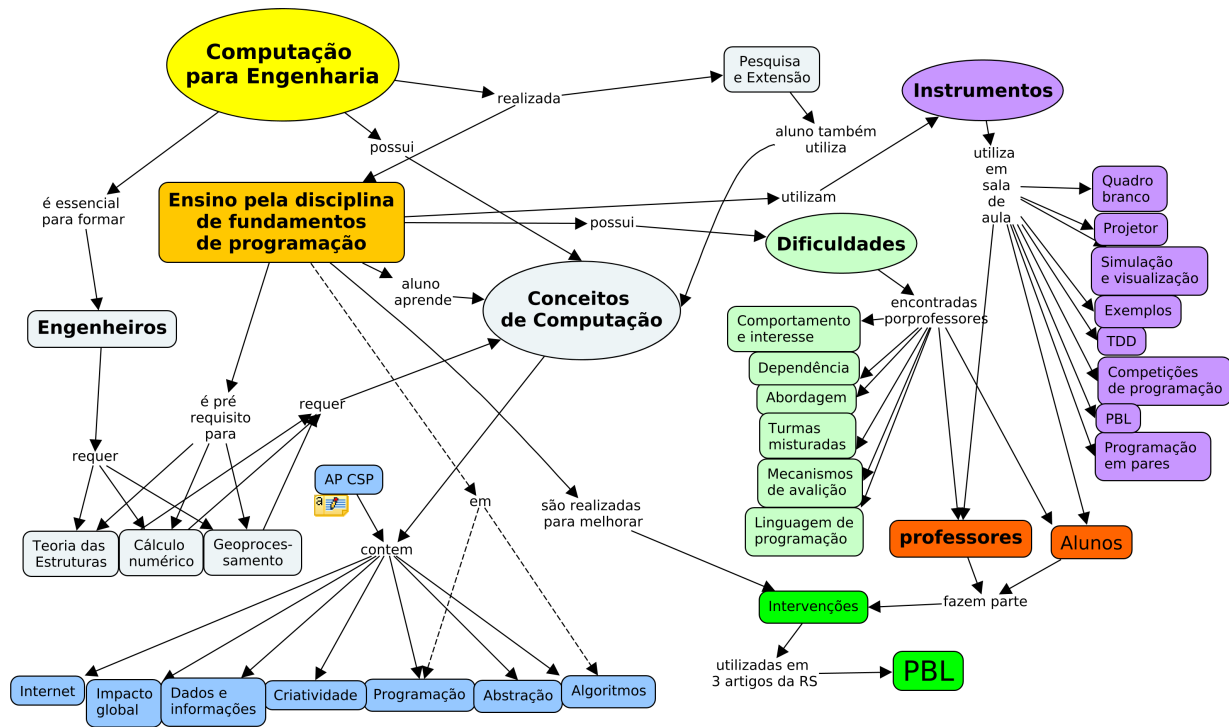 Computação
para Engenharia
realizada
Pesquisa
e Extensão
Instrumentos
possui
aluno também
utiliza
utiliza
em
sala
de
aula
Quadro
branco
Projetor
Simulação
e visualização
Exemplos
TDD
Competições
de programação
PBL
Programação
em pares
é essencial
para formar
Ensino pela disciplina
de fundamentos
de programação
utilizam
possui
Dificuldades
aluno
aprende
Conceitos
de Computação
encontradas
porprofessores
Comportamento
e interesse
Dependência
Abordagem
Turmas
misturadas
Mecanismos
de avalição
Linguagem de
programação
Engenheiros
é pré
requisito
para
requer
requer
AP CSP
a
em
são realizadas
para melhorar
contem
Teoria das
Estruturas
Cálculo
numérico
Geoproces-
samento
professores
Alunos
fazem parte
Intervenções
utilizadas em
3 artigos da RS
PBL
Internet
Impacto
global
Dados e
informações
Criatividade
Programação
Abstração
Algoritmos